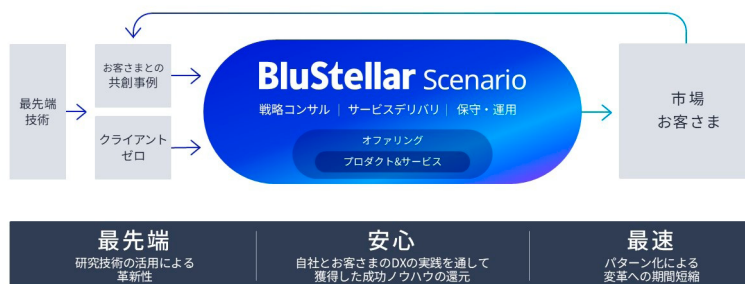 最先端
技術
お客さまとの
共創事例
クライアント
ゼロ
BluStellar Scenario
戦略コンサル | サービスデリバリ | 保守・運用
オファリング
プロダクト&サービス
市場
お客さま
最先端
研究技術の活用による
革新性
安心
自社とお客さまのDXの実践を通して
獲得した成功ノウハウの還元
最速
パターン化による
変革への期間短縮